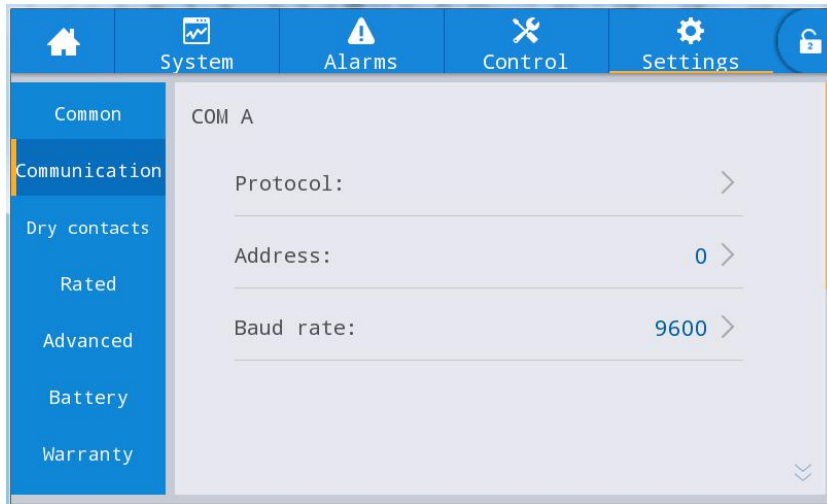 System Alarms Control Settings 2
Common
Communication
Dry contacts
Rated
Advanced
Battery
Warranty
COM A
Protocol:
Address: 0
Baud rate: 9600